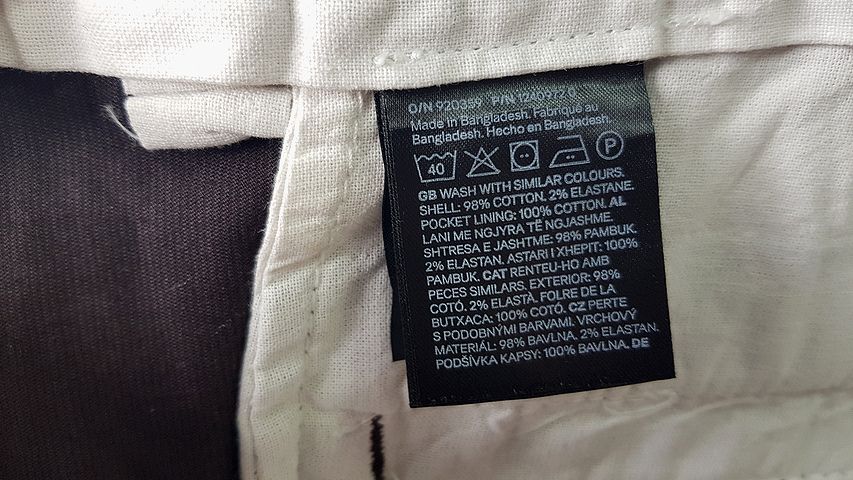 O/N 920359 P/N 1240972.0
Made in Bangladesh. Fabriqué au
Bangladesh. Hecho en Bangladesh.
40 P
GB WASH WITH SIMILAR COLOURS.
SHELL: 98% COTTON. 2% ELASTANE.
POCKET LINING: 100% COTTON. AL
LANI ME NGJYRA TË NGJASHME.
SHTRESA E JASHTME: 98% PAMBUK.
2% ELASTAN. ASTARI I XHEPIT: 100%
PAMBUK. CAT RENTEU-HO AMB
PECES SIMILARS. EXTERIOR: 98%
COTÓ. 2% ELASTÀ. FOLRE DE LA
BUTXACA: 100% COTÓ. CZ PERTE
S PODOBNÝMI BARVAMI. VRCHOVÝ
MATERIÁL: 98% BAVLNA. 2% ELASTAN.
PODŠÍVKA KAPSY: 100% BAVLNA. DE